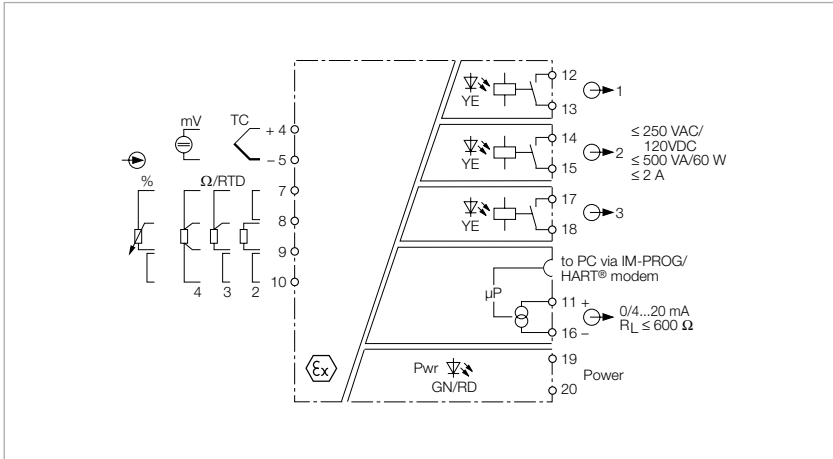 mV
TC
+ 4
– 5
%
Ω/RTD
7
8
9
10
4
3
2
YE
12
13
1
YE
14
15
2
≤ 250 VAC/
120VDC
≤ 500 VA/60 W
≤ 2 A
YE
17
18
3
to PC via IM-PROG/
HART® modem
µP
11 +
16 –
0/4...20 mA
RL ≤ 600 Ω
Ex
Pwr
GN/RD
19
20
Power